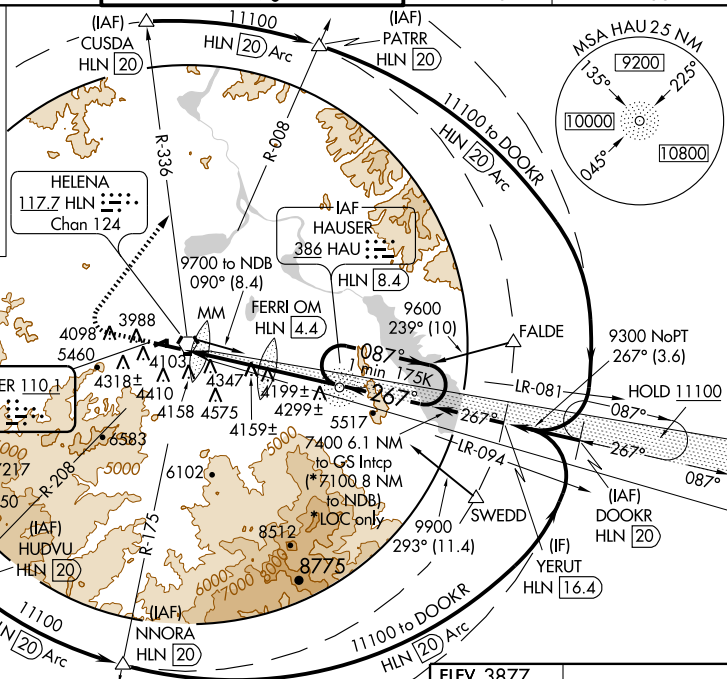 (IAF)
CUSDA
HLN 20
11100
HLN 20 Arc
(IAF)
PATRR
HLN 20
MSA HAU 25 NM
135°
9200
225°
10000
045°
10800
11100 to DOOKR
HLN 20 Arc
R-336
R-008
HELENA
117.7 HLN
Chan 124
IAF
HAUSER
386 HAU
HLN 8.4
9700 to NDB
090° (8.4)
MM
FERRI OM
HLN 4.4
9600
239° (10)
FALDE
9300 NoPT
267° (3.6)
HOLD 11100
4098
3988
5460
4103
4318±
4410
4158
4347
4575
4199±
4299±
4159±
087°
1 min 175K
267°
LR-081
087°
267°
267°
087°
LR-094
ER 110.1
5517
7400 6.1 NM
to GS Intcp
(*7100 8 NM
to NDB)
*LOC only
6583
5000
7217
50
R-208
6102
5000
(IAF)
HUDVU
HLN 20
R-175
8512
8775
6000
7000
8000
9900
293° (11.4)
SWEDD
(IAF)
DOOKR
HLN 20
(IF)
YERUT
HLN 16.4
11100
HLN 20 Arc
(IAF)
NNORA
HLN 20
11100 to DOOKR
HLN 20 Arc
ELEV 3877